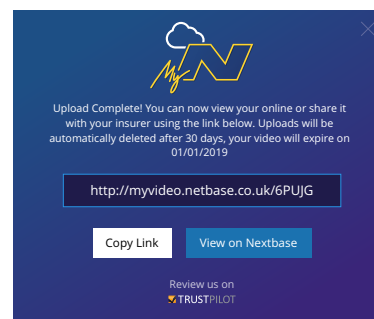 My N
Upload Complete! You can now view your online or share it
with your insurer using the link below. Uploads will be
automatically deleted after 30 days, your video will expire on
01/01/2019
http://myvideo.netbase.co.uk/6PUJG
Copy Link View on Nextbase
Review us on
TRUSTPILOT